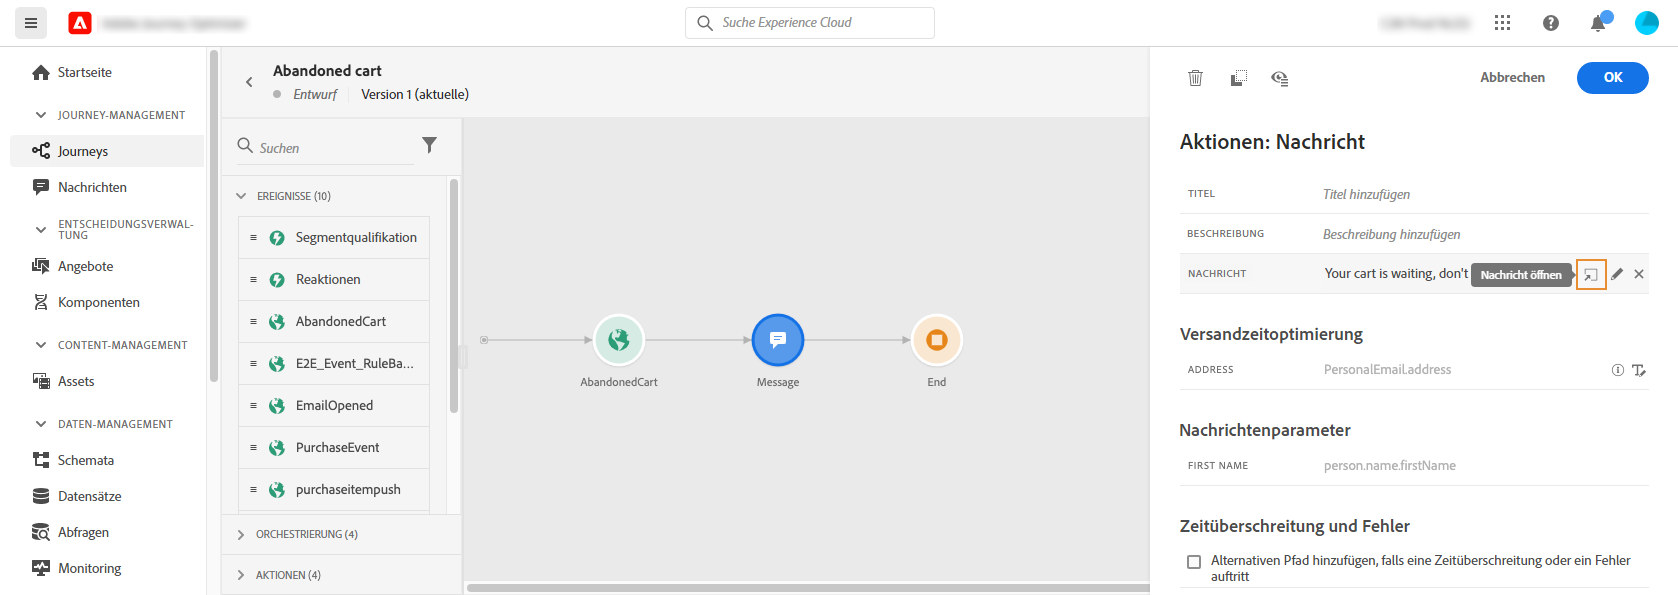 Suche Experience Cloud
Startseite
JOURNEY-MANAGEMENT
Journeys
Nachrichten
ENTSCHEIDUNGSVERWAL-
TUNG
Angebote
Komponenten
CONTENT-MANAGEMENT
Assets
DATEN-MANAGEMENT
Schemata
Datensätze
Abfragen
Monitoring
Abandoned cart
Entwurf Version 1 (aktuelle)
Suchen
EREIGNISSE (10)
Segmentqualifikation
Reaktionen
AbandonedCart
E2E_Event_RuleBa...
EmailOpened
PurchaseEvent
purchaseitempush
ORCHESTRIERUNG (4)
AKTIONEN (4)
AbandonedCart
Message
End
Abbrechen
OK
Aktionen: Nachricht
TITEL Titel hinzufügen
BESCHREIBUNG Beschreibung hinzufügen
NACHRICHT Your cart is waiting, don't Nachricht öffnen
Versandzeitoptimierung
ADDRESS PersonalEmail.address
Nachrichtenparameter
FIRST NAME person.name.firstName
Zeitüberschreitung und Fehler
Alternativen Pfad hinzufügen, falls eine Zeitüberschreitung oder ein Fehler
auftritt